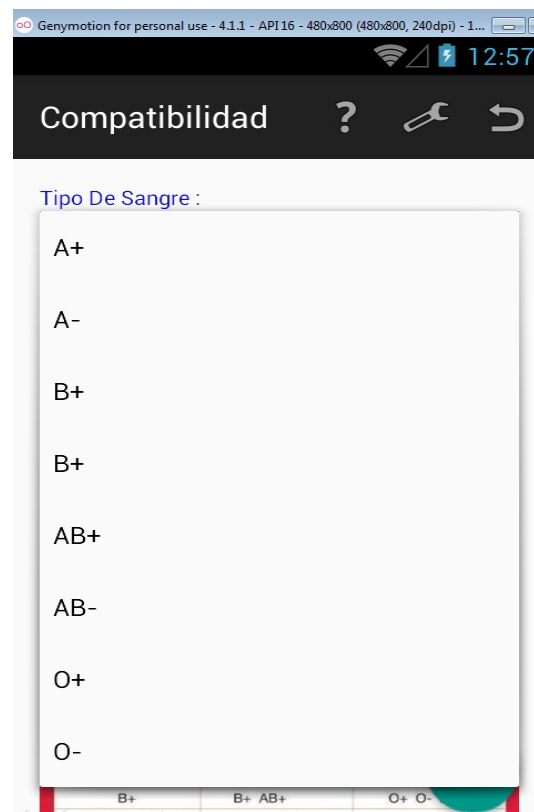 Genymotion for personal use - 4.1.1 - API 16 - 480x800 (480x800, 240dpi) - 1...
12:57
Compatibilidad ?
Tipo De Sangre :
A+
A-
B+
B+
AB+
AB-
O+
O-
B+ B+ AB+ O+ O-